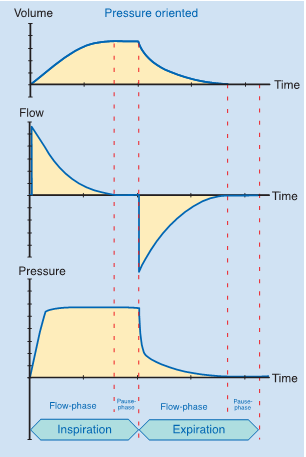 Volume
Pressure oriented
Time
Flow
Time
Pressure
Time
Flow-phase
Pause-
phase
Flow-phase
Pause-
phase
Inspiration
Expiration